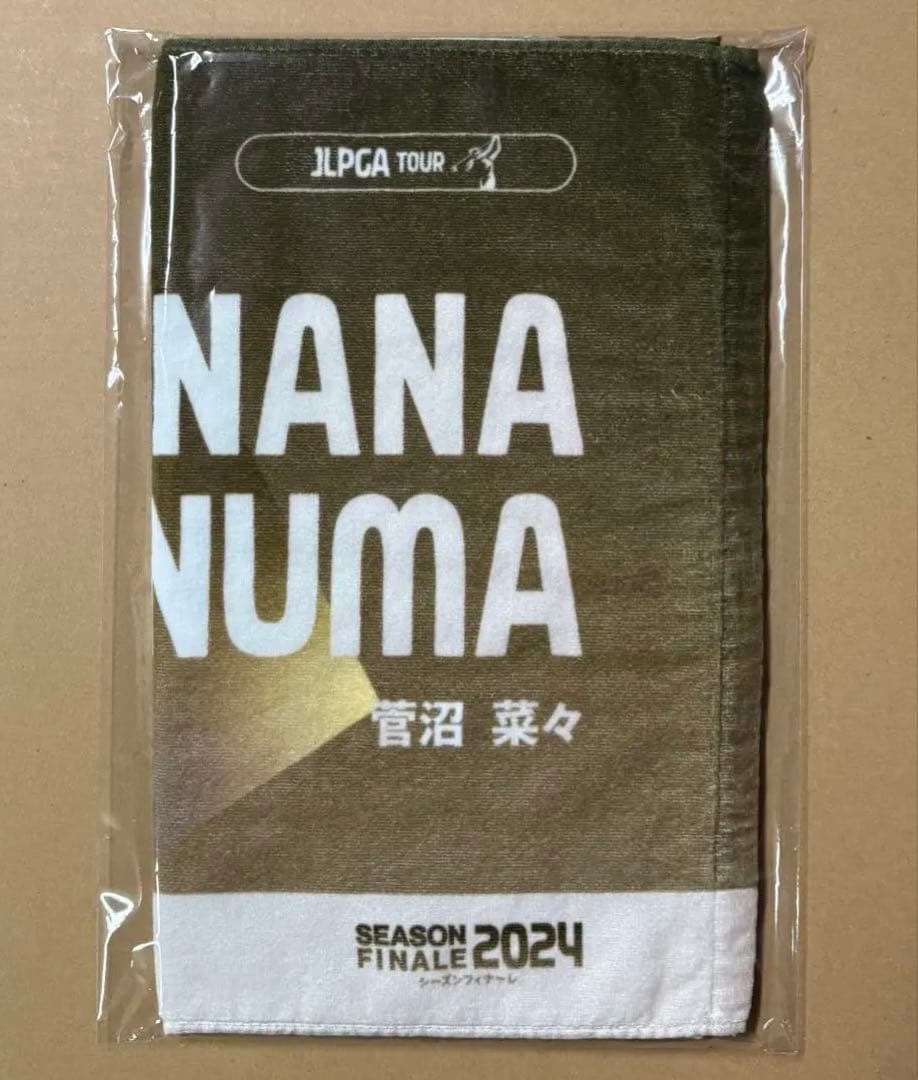 JLPGA TOUR
NANA
NUMA
菅沼 菜々
SEASON
FINALE 2024
シーズンフィナーレ